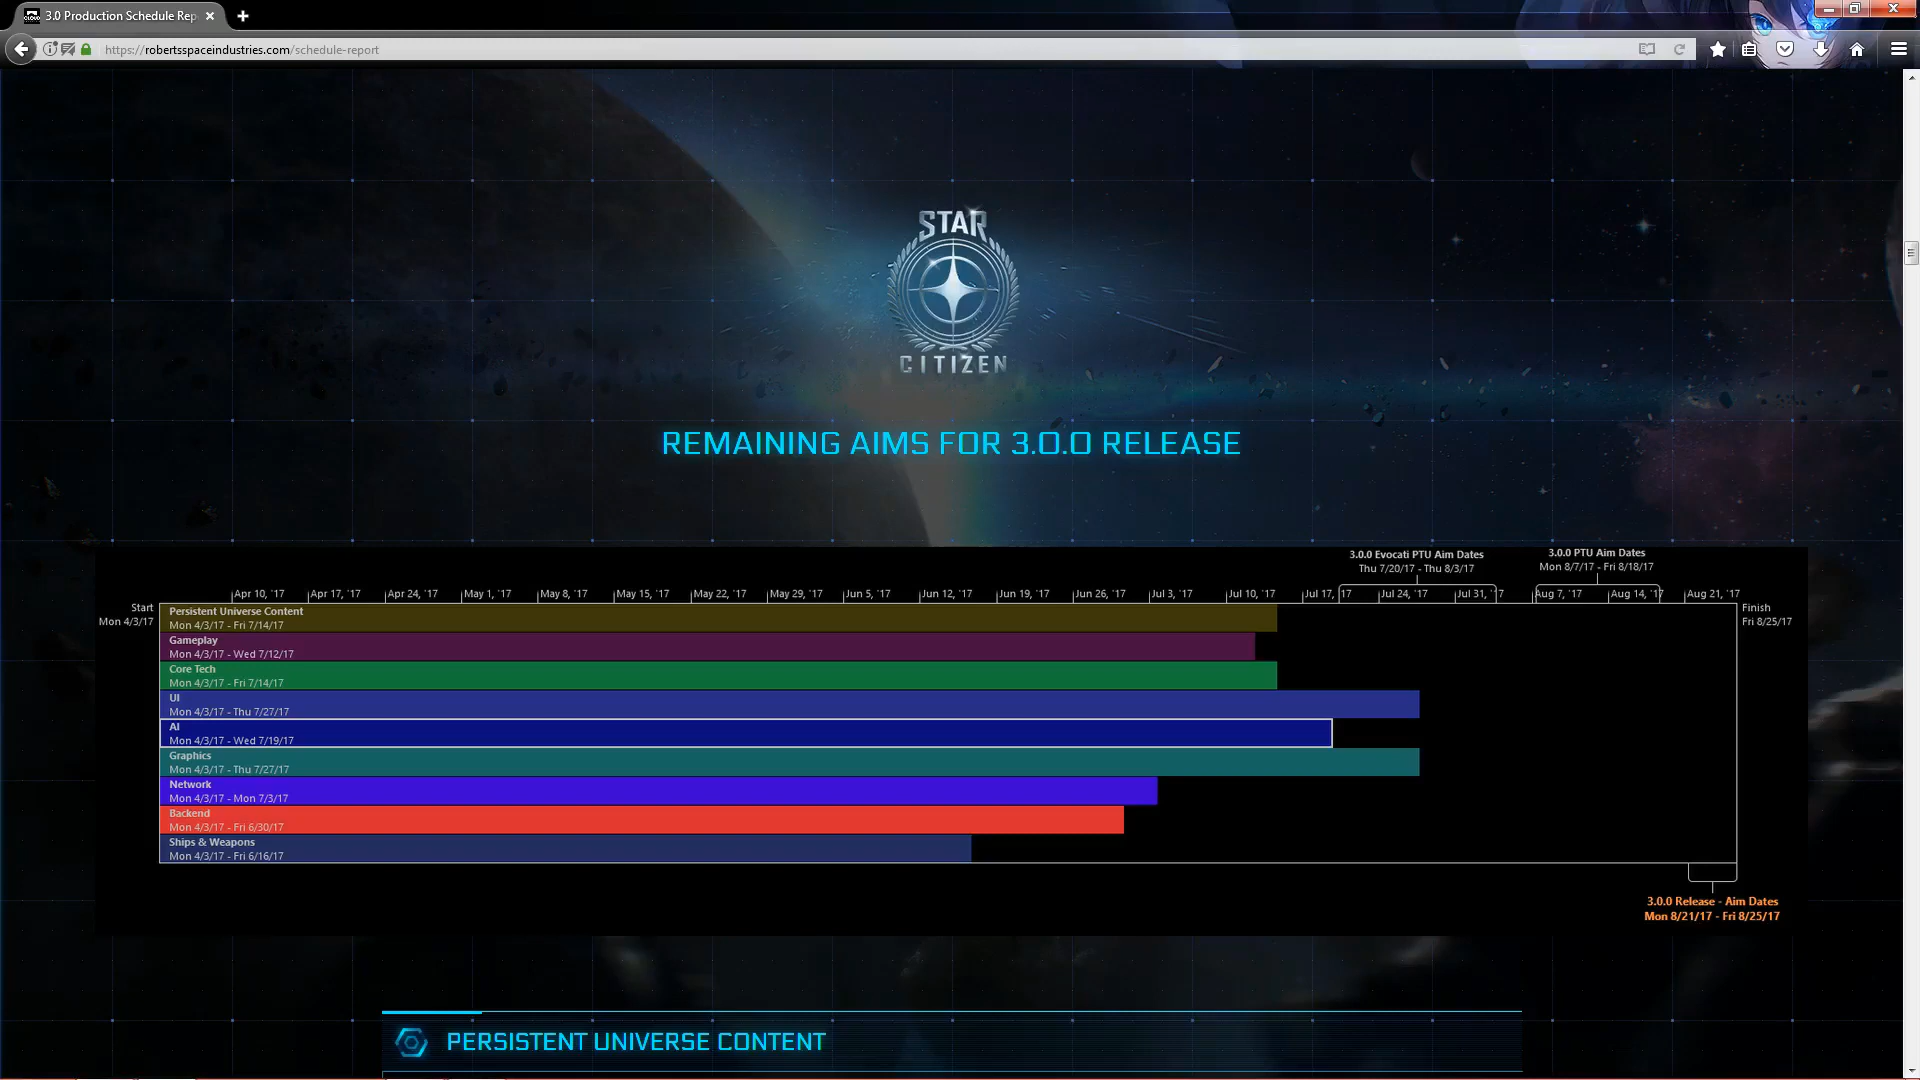 3.0 Production Schedule Rep
https://robertsspaceindustries.com/schedule-report
STAR
CITIZEN
REMAINING AIMS FOR 3.0.0 RELEASE
3.0.0 Evocati PTU Aim Dates
Thu 7/20/17 - Thu 8/3/17
3.0.0 PTU Aim Dates
Mon 8/7/17 - Fri 8/18/17
Apr 10, '17 Apr 17, '17 Apr 24, '17 May 1, '17 May 8, '17 May 15, '17 May 22, '17 May 29, '17 Jun 5, '17 Jun 12, '17 Jun 19, '17 Jun 26, '17 Jul 3, '17 Jul 10, '17 Jul 17, '17 Jul 24, '17 Jul 31, '17 Aug 7, '17 Aug 14, '17 Aug 21, '17
Start
Mon 4/3/17
Finish
Fri 8/25/17
Persistent Universe Content
Mon 4/3/17 - Fri 7/14/17
Gameplay
Mon 4/3/17 - Wed 7/12/17
Core Tech
Mon 4/3/17 - Fri 7/14/17
UI
Mon 4/3/17 - Thu 7/27/17
AI
Mon 4/3/17 - Wed 7/19/17
Graphics
Mon 4/3/17 - Thu 7/27/17
Network
Mon 4/3/17 - Mon 7/3/17
Backend
Mon 4/3/17 - Fri 6/30/17
Ships & Weapons
Mon 4/3/17 - Fri 6/16/17
3.0.0 Release - Aim Dates
Mon 8/21/17 - Fri 8/25/17
PERSISTENT UNIVERSE CONTENT